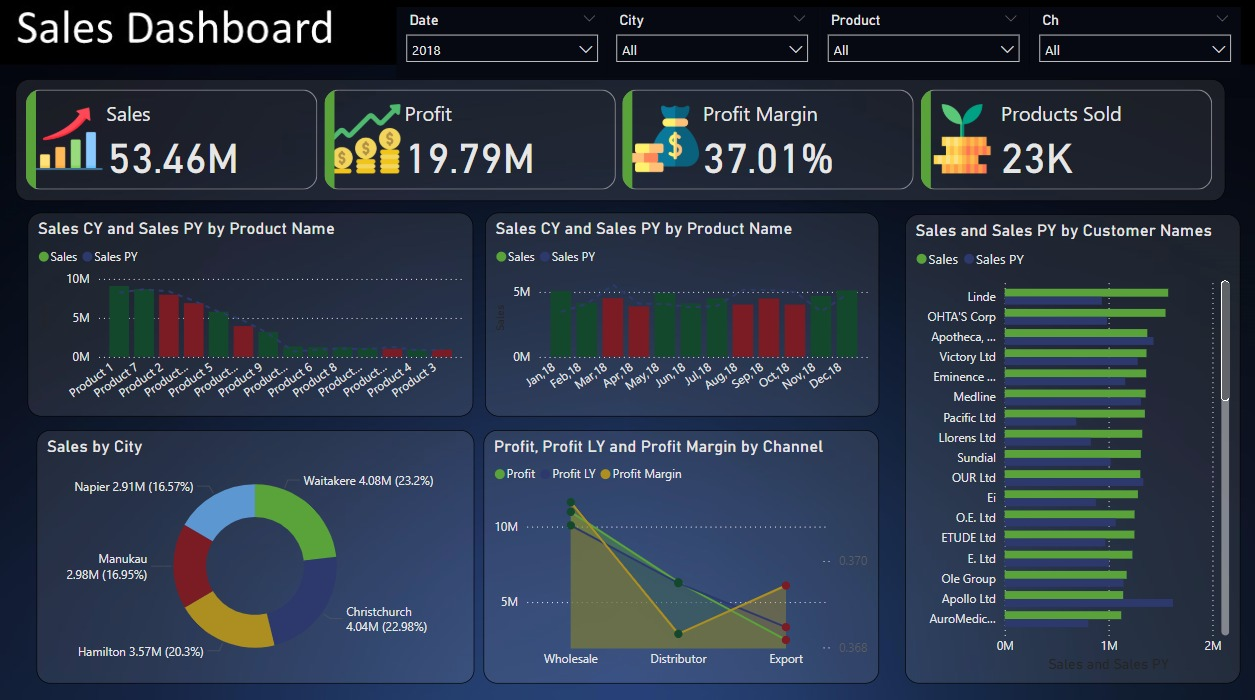 Sales Dashboard
Date
City
Product
Ch
2018
All
All
All
Sales
53.46M
Profit
19.79M
Profit Margin
37.01%
Products Sold
23K
Sales CY and Sales PY by Product Name
Sales Sales PY
10M
5M
0M
Product 1
Product 7
Product 2
Product...
Product 5
Product...
Product 9
Product...
Product 6
Product 8
Product...
Product...
Product 4
Product 3
Sales CY and Sales PY by Product Name
Sales Sales PY
Sales
5M
0M
Jan,18
Feb,18
Mar,18
Apr,18
May,18
Jun,18
Jul,18
Aug,18
Sep,18
Oct,18
Nov,18
Dec,18
Sales and Sales PY by Customer Names
Sales Sales PY
Linde
OHTA'S Corp
Apotheca, ...
Victory Ltd
Eminence ...
Medline
Pacific Ltd
Llorens Ltd
Sundial
OUR Ltd
Ei
O.E. Ltd
ETUDE Ltd
E. Ltd
Ole Group
Apollo Ltd
AuroMedic...
0M
1M
2M
Sales and Sales PY
Sales by City
Napier 2.91M (16.57%)
Waitakere 4.08M (23.2%)
Manukau
2.98M (16.95%)
Christchurch
4.04M (22.98%)
Hamilton 3.57M (20.3%)
Profit, Profit LY and Profit Margin by Channel
Profit Profit LY Profit Margin
10M
5M
0.370
0.368
Wholesale
Distributor
Export